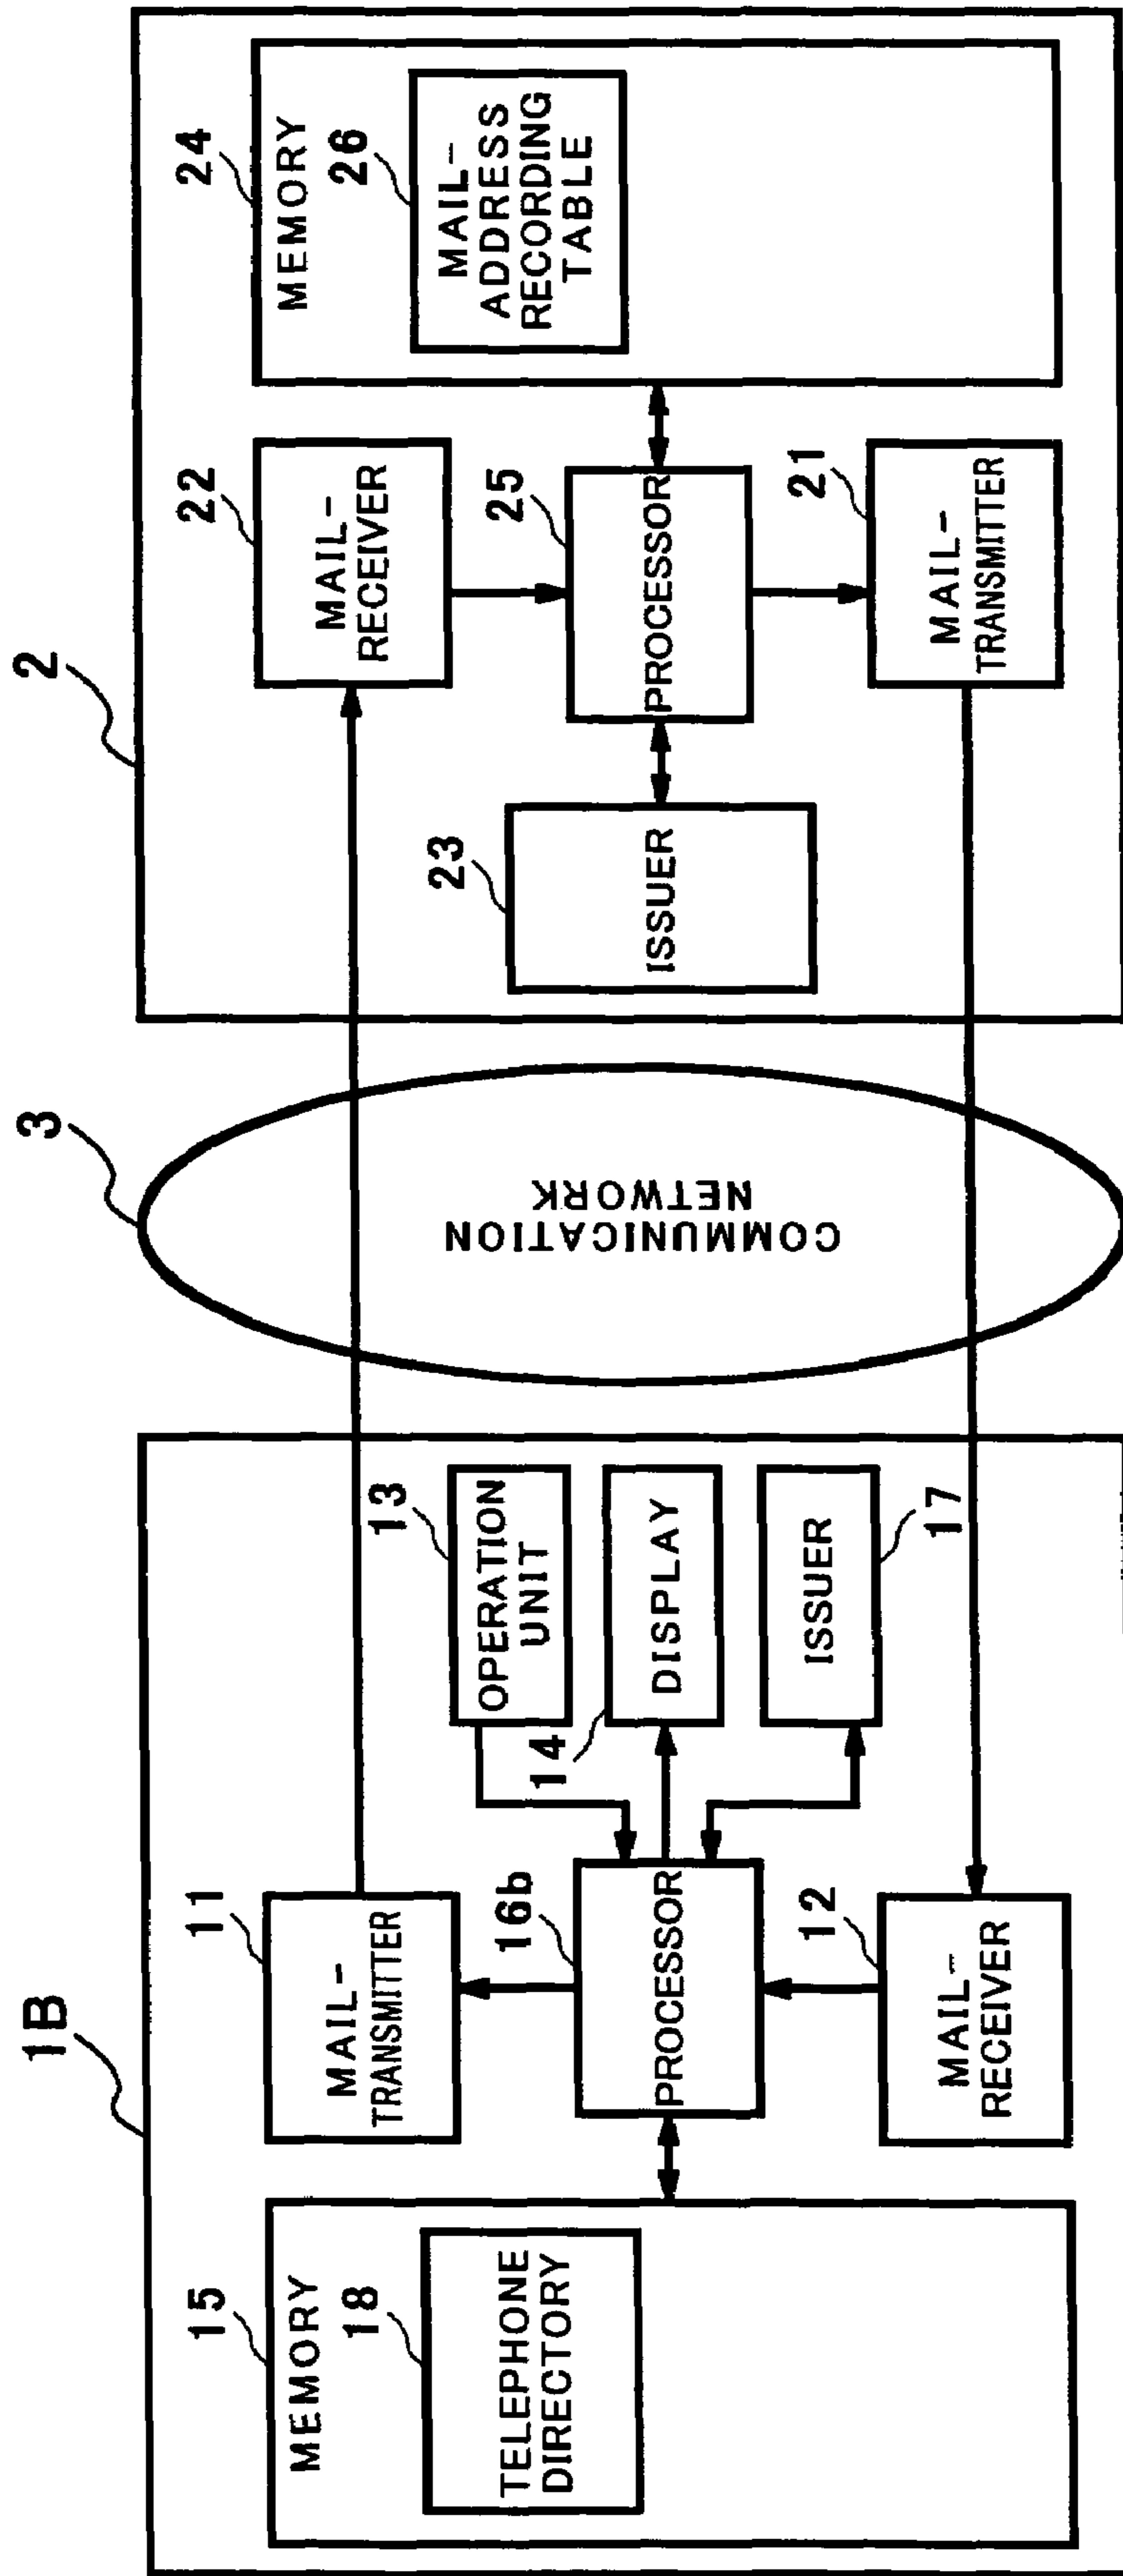 1B
15
MEMORY
18
TELEPHONE
DIRECTORY
11
MAIL-
TRANSMITTER
16b
PROCESSOR
12
MAIL-
RECEIVER
13
OPERATION
UNIT
14
DISPLAY
ISSUER
17
3
COMMUNICATION
NETWORK
2
22
MAIL-
RECEIVER
23
ISSUER
25
PROCESSOR
21
MAIL-
TRANSMITTER
24
MEMORY
26
MAIL-
ADDRESS
RECORDING
TABLE